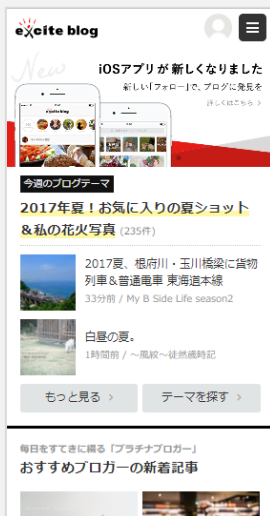 excite blog
New
iOSアプリが 新しくなりました
新しい「フォロー」で、ブログに発見を
詳しくはこちら >
今週のブログテーマ
2017年夏！お気に入りの夏ショット
＆私の花火写真 (235件)
2017夏、根府川・玉川橋梁に貨物
列車＆普通電車 東海道本線
33分前 / My B Side Life season2
白昼の夏。
1時間前 / 〜風紋〜徒然歳時記
もっと見る >
テーマを探す >
毎日をすてきに綴る「プラチナブロガー」
おすすめブロガーの新着記事